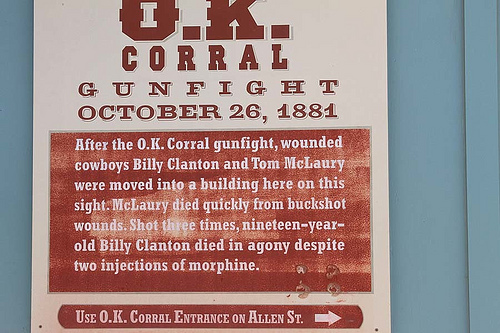 O.K.
CORRAL
GUNFIGHT
OCTOBER 26, 1881
After the O.K. Corral gunfight, wounded
cowboys Billy Clanton and Tom McLaury
were moved into a building here on this
sight. McLaury died quickly from buckshot
wounds. Shot three times, nineteen-year-
old Billy Clanton died in agony despite
two injections of morphine.
USE O.K. CORRAL ENTRANCE ON ALLEN ST.